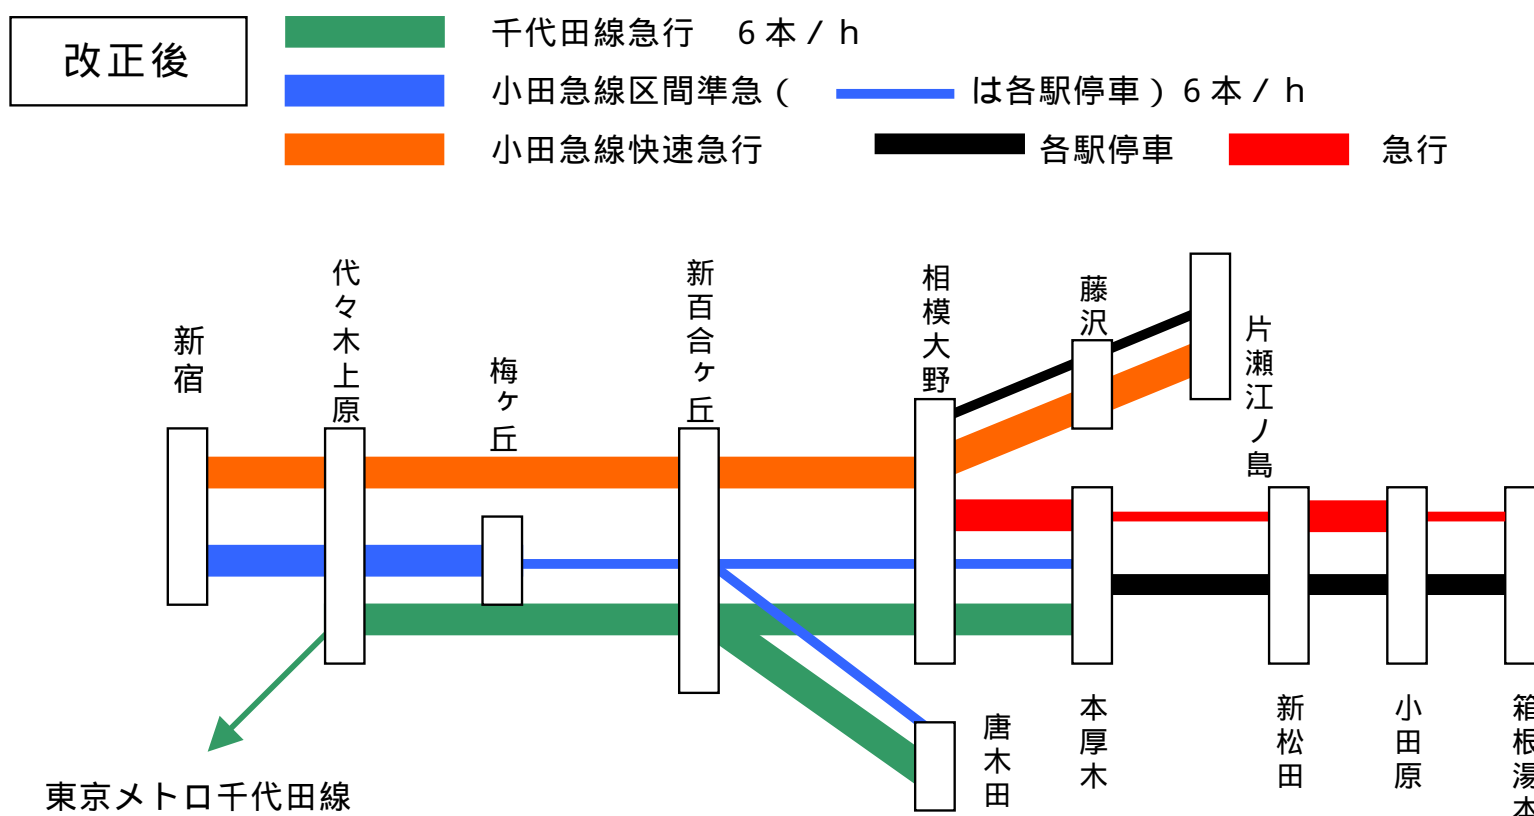 改正後
千代田線急行 6本/h
小田急線区間準急( は各駅停車)6本/h
小田急線快速急行
各駅停車
急行
新宿
代々木上原
梅ヶ丘
新百合ヶ丘
相模大野
藤沢
片瀬江ノ島
唐木田
本厚木
新松田
小田原
箱根湯本
東京メトロ千代田線